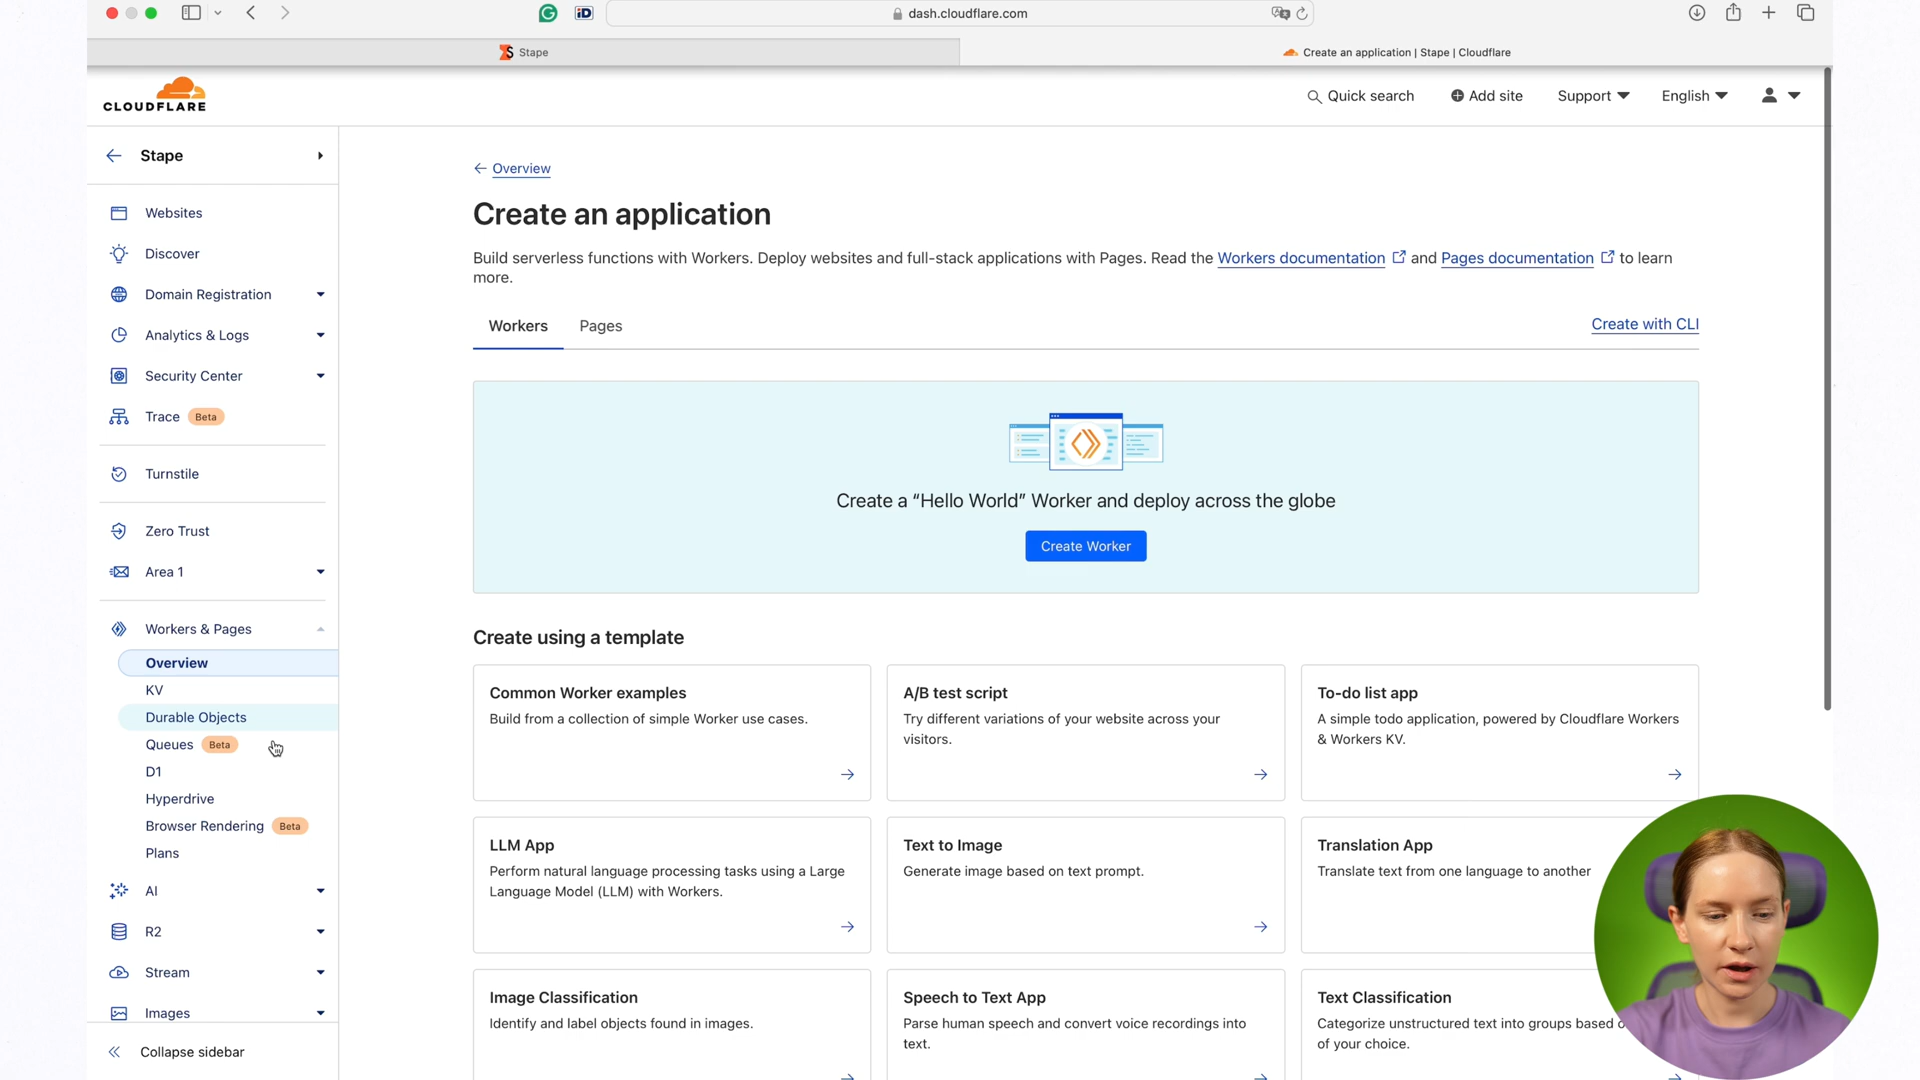 dash.cloudflare.com
Stape
Create an application | Stape | Cloudflare
CLOUDFLARE
Quick search
Add site
Support
English
Stape
Websites
Discover
Domain Registration
Analytics & Logs
Security Center
Trace Beta
Turnstile
Zero Trust
Area 1
Workers & Pages
Overview
KV
Durable Objects
Queues Beta
D1
Hyperdrive
Browser Rendering Beta
Plans
AI
R2
Stream
Images
Collapse sidebar
Overview
Create an application
Build serverless functions with Workers. Deploy websites and full-stack applications with Pages. Read the Workers documentation and Pages documentation to learn
more.
Workers
Pages
Create with CLI
Create a “Hello World” Worker and deploy across the globe
Create Worker
Create using a template
Common Worker examples
Build from a collection of simple Worker use cases.
A/B test script
Try different variations of your website across your
visitors.
To-do list app
A simple todo application, powered by Cloudflare Workers
& Workers KV.
LLM App
Perform natural language processing tasks using a Large
Language Model (LLM) with Workers.
Text to Image
Generate image based on text prompt.
Translation App
Translate text from one language to another
Image Classification
Identify and label objects found in images.
Speech to Text App
Parse human speech and convert voice recordings into
text.
Text Classification
Categorize unstructured text into groups based
of your choice.